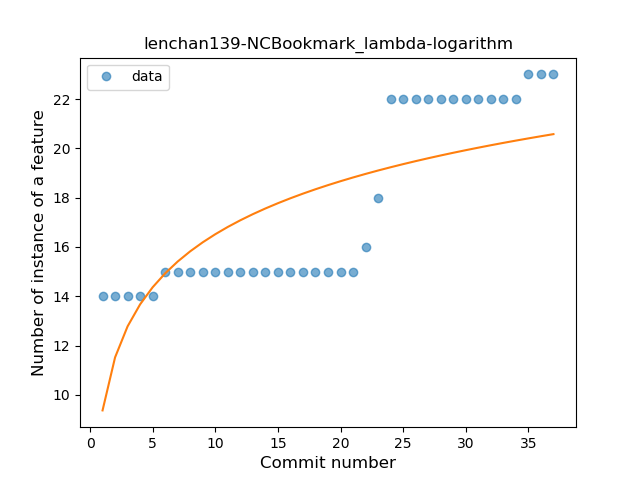 lenchan139-NCBookmark_lambda-logarithm
data
Number of instance of a feature
22
20
18
16
14
12
10
0 5 10 15 20 25 30 35
Commit number